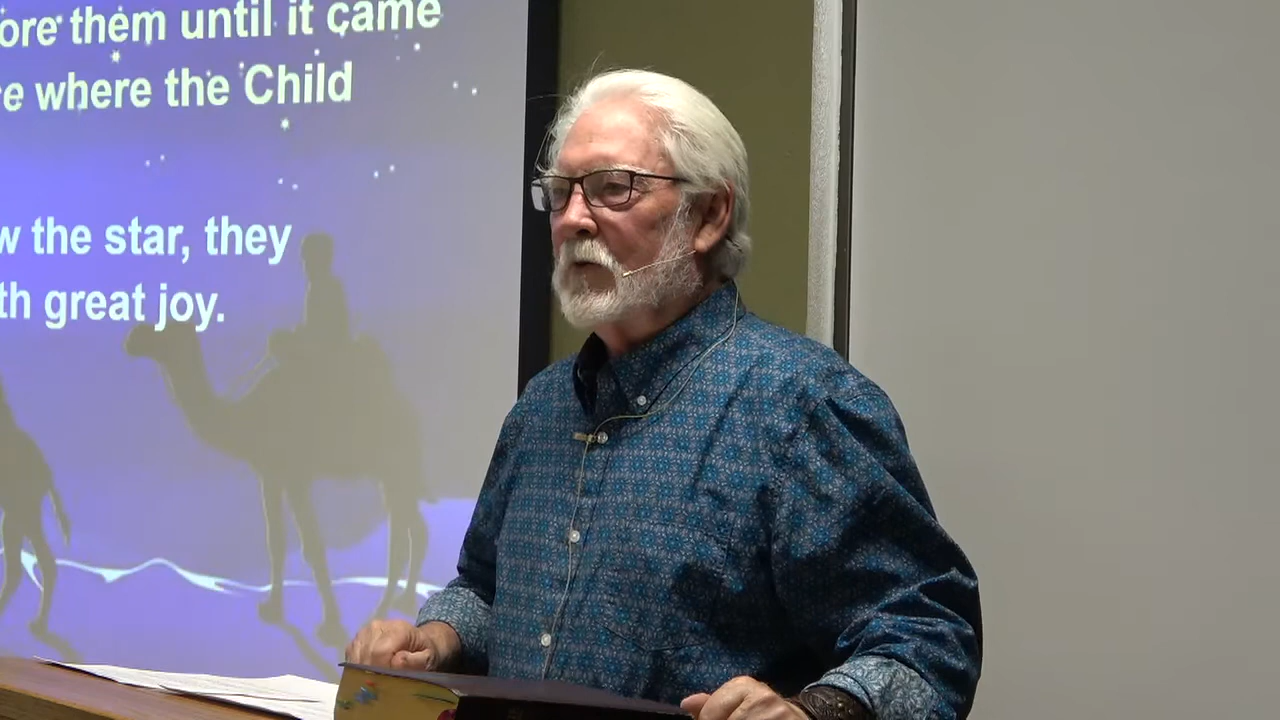 ore them until it came
e where the Child
w the star, they
th great joy.